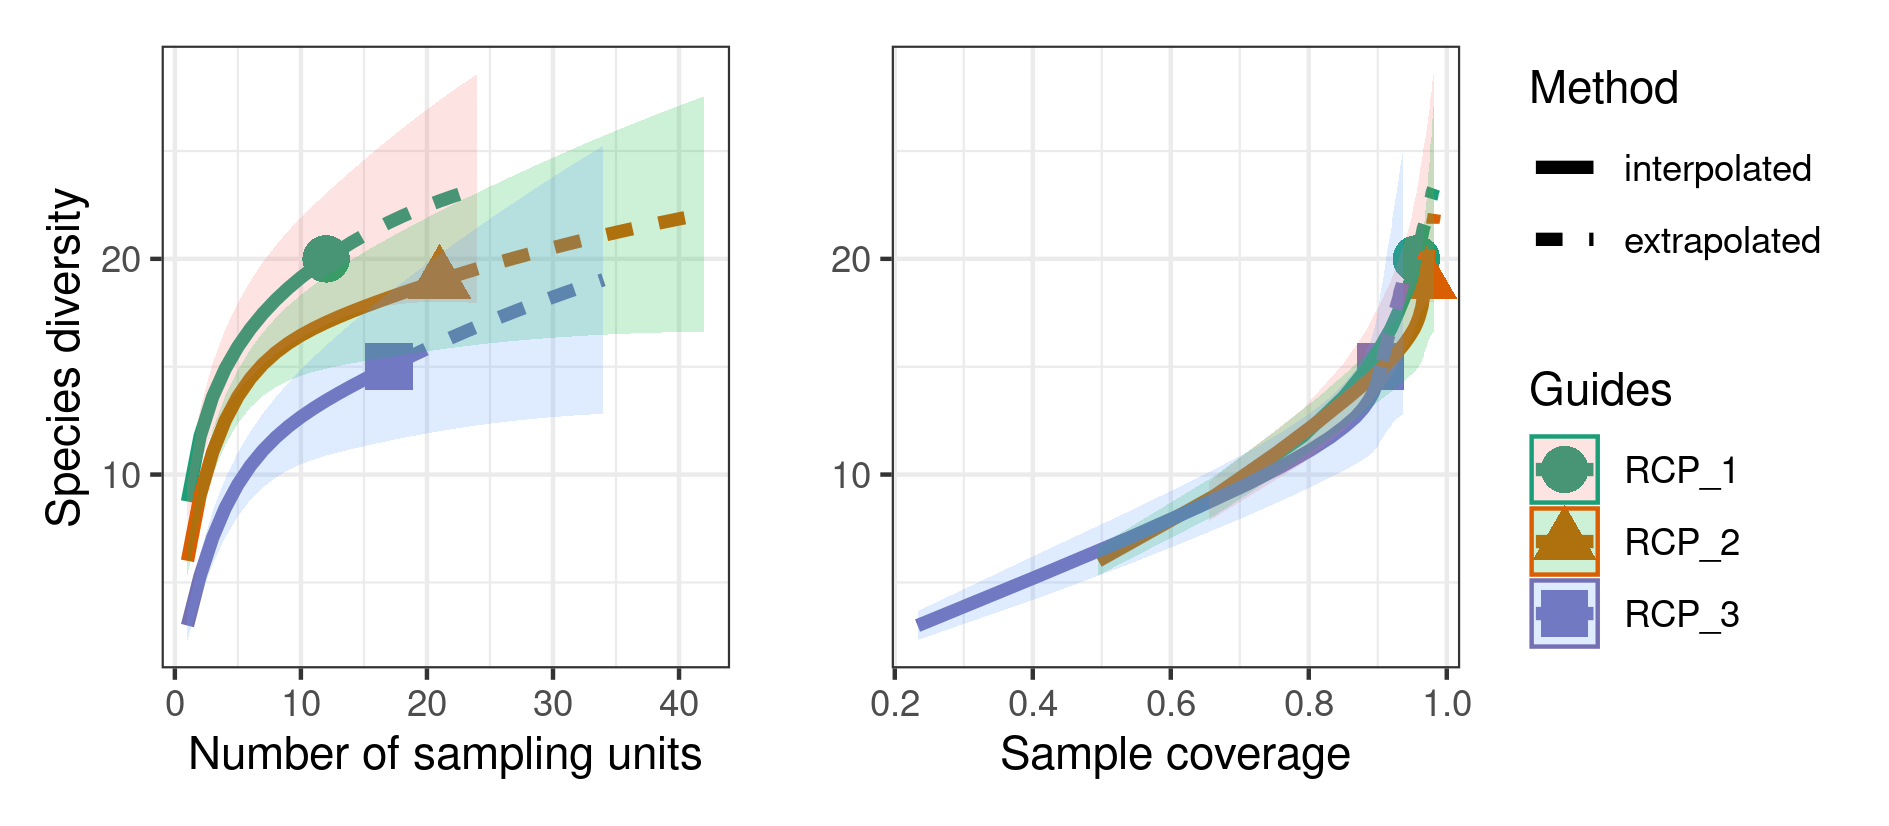 Species diversity
20
10
0 10 20 30 40
Number of sampling units
20
10
0.2 0.4 0.6 0.8 1.0
Sample coverage
Method
interpolated
extrapolated
Guides
RCP_1
RCP_2
RCP_3